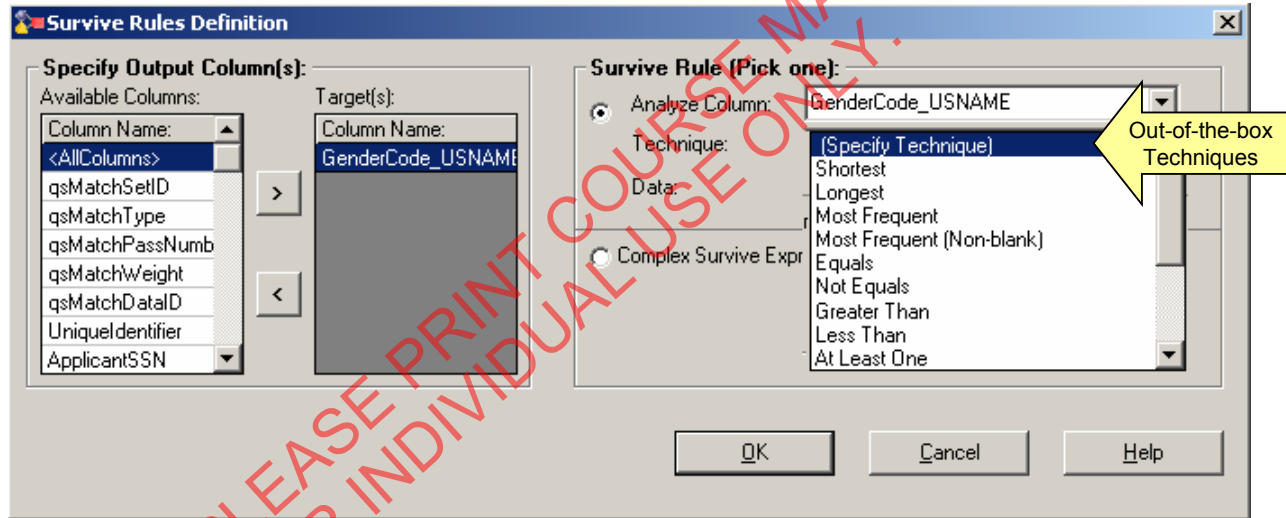 Survive Rules Definition
Specify Output Column(s):
Available Columns:
Target(s):
Column Name:
<AllColumns>
qsMatchSetID
qsMatchType
qsMatchPassNumb
qsMatchWeight
qsMatchDataID
UniqueIdentifier
ApplicantSSN
>
<
Column Name:
GenderCode_USNAME
Survive Rule (Pick one):
Analyze Column:
GenderCode_USNAME
Technique:
Data:
(Specify Technique)
Shortest
Longest
Most Frequent
Most Frequent (Non-blank)
Equals
Not Equals
Greater Than
Less Than
At Least One
Complex Survive Expr
Out-of-the-box
Techniques
OK
Cancel
Help
PRINT COURSE
INDIVIDUAL USE ONLY.